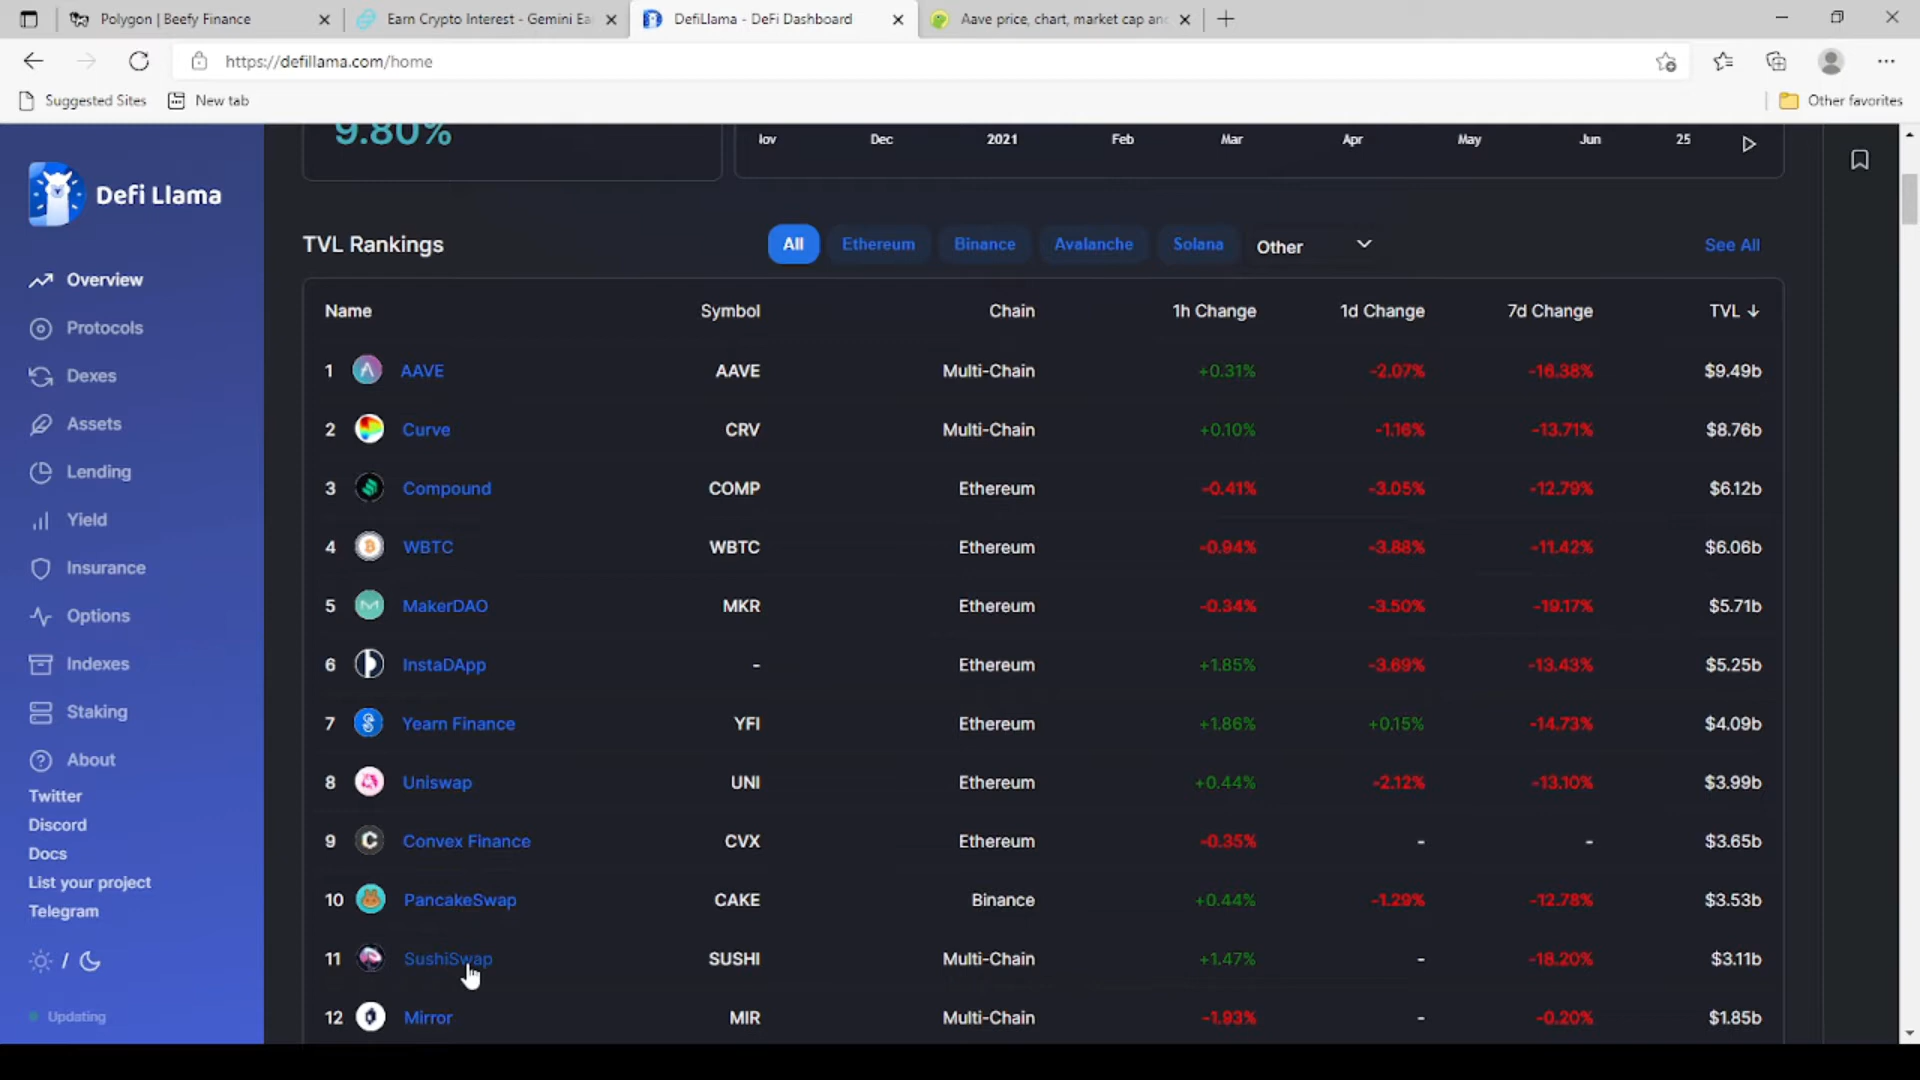 Polygon | Beefy Finance
Earn Crypto Interest - Gemini Ea
DefiLlama - DeFi Dashboard
Aave price, chart, market cap an
https://defillama.com/home
Suggested Sites
New tab
Other favorites
9.80%
lov Dec 2021 Feb Mar Apr May Jun 25
Defi Llama
Overview
Protocols
Dexes
Assets
Lending
Yield
Insurance
Options
Indexes
Staking
About
Twitter
Discord
Docs
List your project
Telegram
/
Updating
TVL Rankings
All Ethereum Binance Avalanche Solana Other
See All
Name Symbol Chain 1h Change 1d Change 7d Change TVL ↓
1 AAVE AAVE Multi-Chain +0.31% -2.07% -16.38% $9.49b
2 Curve CRV Multi-Chain +0.10% -1.16% -13.71% $8.76b
3 Compound COMP Ethereum -0.41% -3.05% -12.79% $6.12b
4 WBTC WBTC Ethereum -0.94% -3.88% -11.42% $6.06b
5 MakerDAO MKR Ethereum -0.34% -3.50% -19.17% $5.71b
6 InstaDApp - Ethereum +1.85% -3.69% -13.43% $5.25b
7 Yearn Finance YFI Ethereum +1.86% +0.15% -14.73% $4.09b
8 Uniswap UNI Ethereum +0.44% -2.12% -13.10% $3.99b
9 Convex Finance CVX Ethereum -0.35% - - $3.65b
10 PancakeSwap CAKE Binance +0.44% -1.29% -12.78% $3.53b
11 SushiSwap SUSHI Multi-Chain +1.47% - -18.20% $3.11b
12 Mirror MIR Multi-Chain -1.93% - -0.20% $1.85b